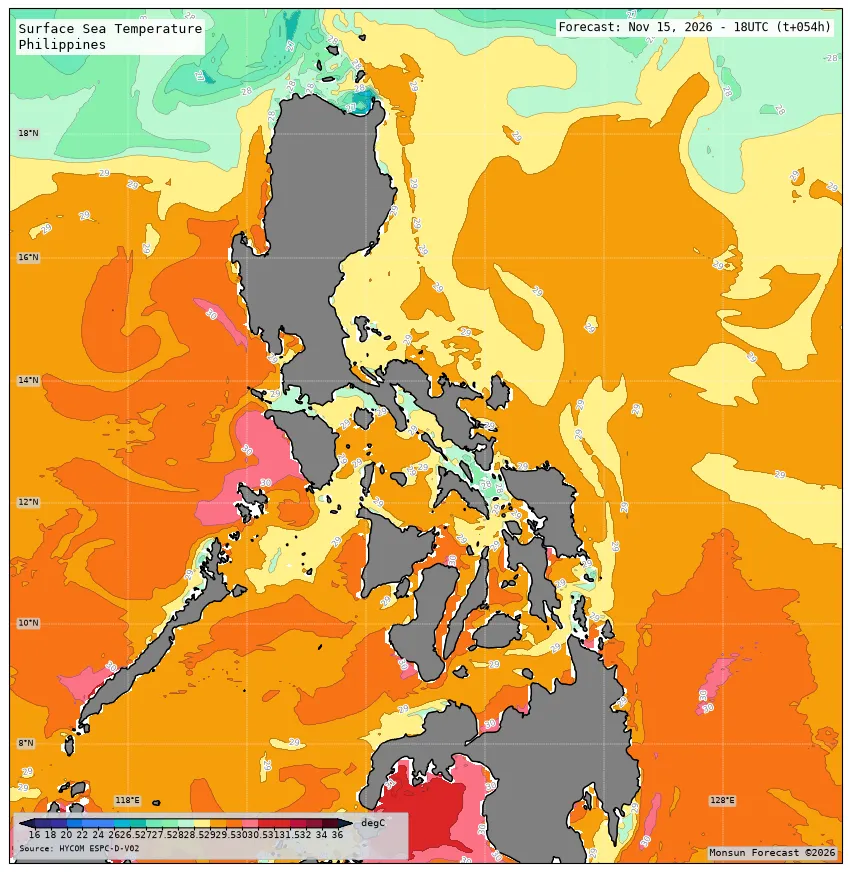 Surface Sea Temperature
Philippines
Forecast: Nov 15, 2026 - 18UTC (t+054h)
18°N
16°N
14°N
12°N
10°N
8°N
118°E
128°E
16 18 20 22 24 26 26.5 27 27.5 28 28.5 29 29.5 30 30.5 31 31.5 32 34 36 degC
Source: HYCOM ESPC-D-V02
Monsun Forecast ©2026